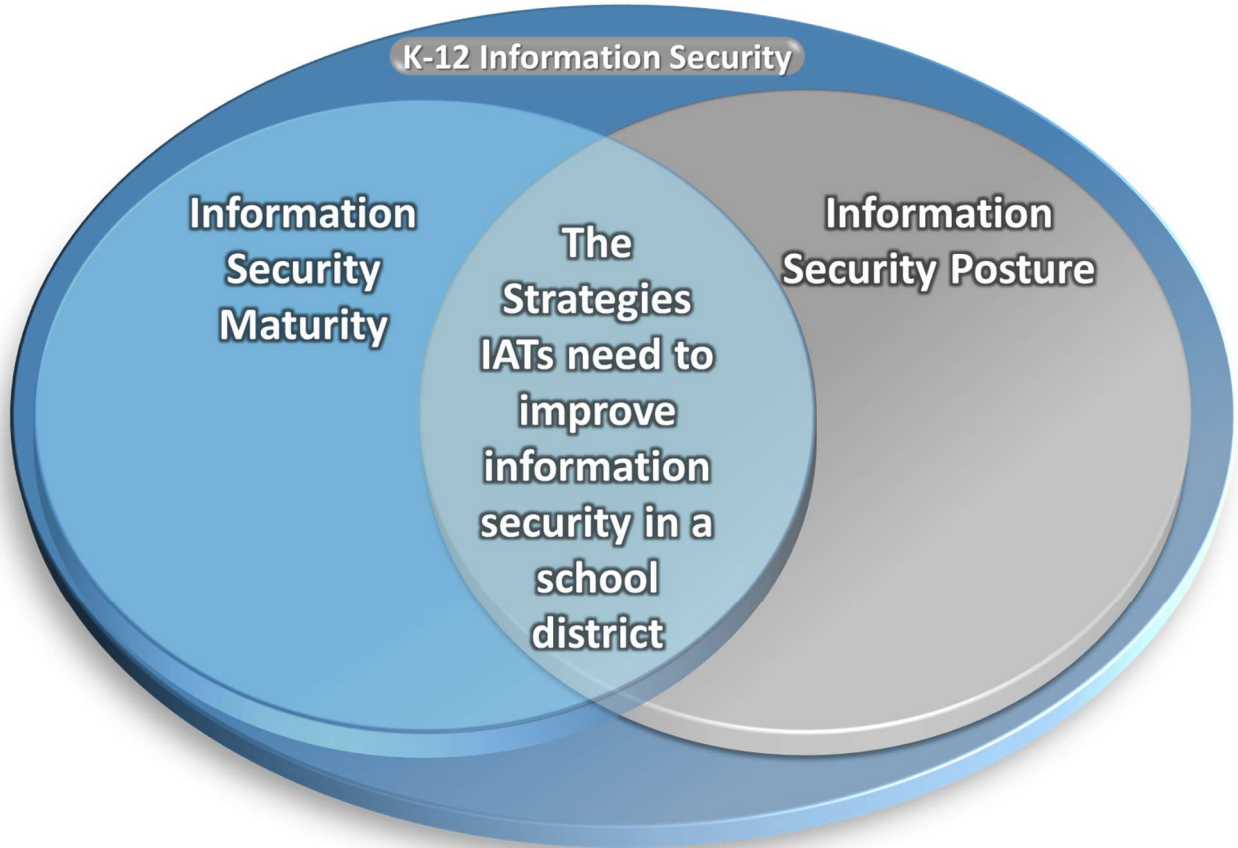 K-12 Information Security
Information
Security
Maturity
The
Strategies
IATs need to
improve
information
security in a
school
district
Information
Security Posture